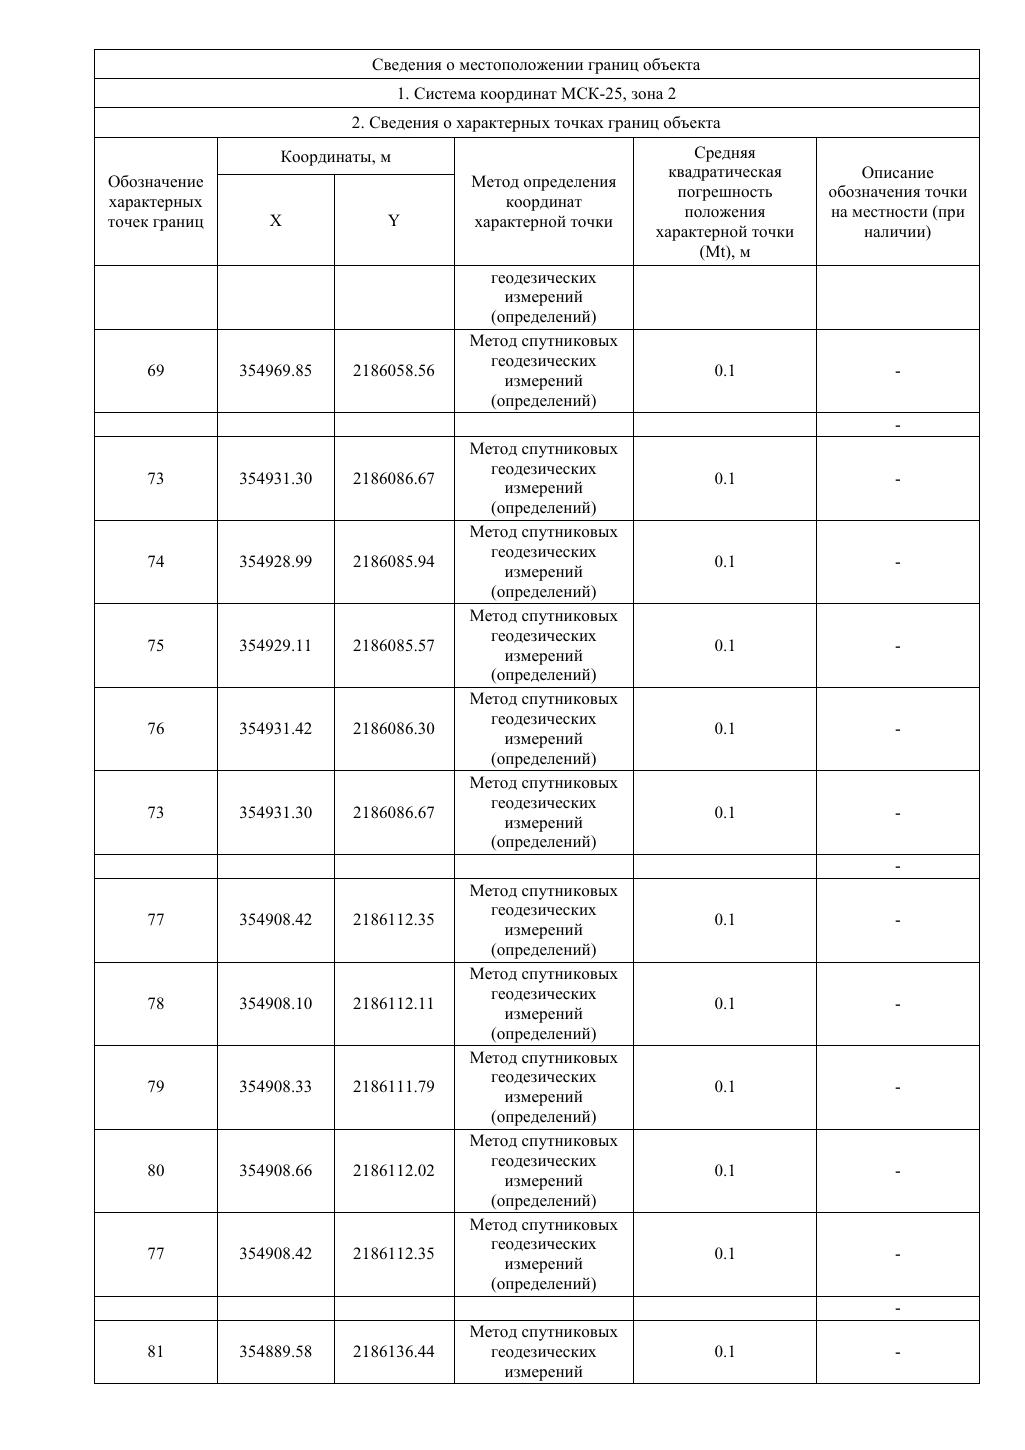 Сведения о местоположении границ объекта
1. Система координат МСК-25, зона 2
2. Сведения о характерных точках границ объекта
Обозначение
характерных
точек границ
Координаты, м
X
Y
Метод определения
координат
характерной точки
Средняя
квадратическая
погрешность
положения
характерной точки
(Mt), м
Описание
обозначения точки
на местности (при
наличии)
геодезических
измерений
(определений)
69 354969.85 2186058.56
Метод спутниковых
геодезических
измерений
(определений)
0.1 -
-
73 354931.30 2186086.67
Метод спутниковых
геодезических
измерений
(определений)
0.1 -
74 354928.99 2186085.94
Метод спутниковых
геодезических
измерений
(определений)
0.1 -
75 354929.11 2186085.57
Метод спутниковых
геодезических
измерений
(определений)
0.1 -
76 354931.42 2186086.30
Метод спутниковых
геодезических
измерений
(определений)
0.1 -
73 354931.30 2186086.67
Метод спутниковых
геодезических
измерений
(определений)
0.1 -
-
77 354908.42 2186112.35
Метод спутниковых
геодезических
измерений
(определений)
0.1 -
78 354908.10 2186112.11
Метод спутниковых
геодезических
измерений
(определений)
0.1 -
79 354908.33 2186111.79
Метод спутниковых
геодезических
измерений
(определений)
0.1 -
80 354908.66 2186112.02
Метод спутниковых
геодезических
измерений
(определений)
0.1 -
77 354908.42 2186112.35
Метод спутниковых
геодезических
измерений
(определений)
0.1 -
-
81 354889.58 2186136.44
Метод спутниковых
геодезических
измерений
0.1 -